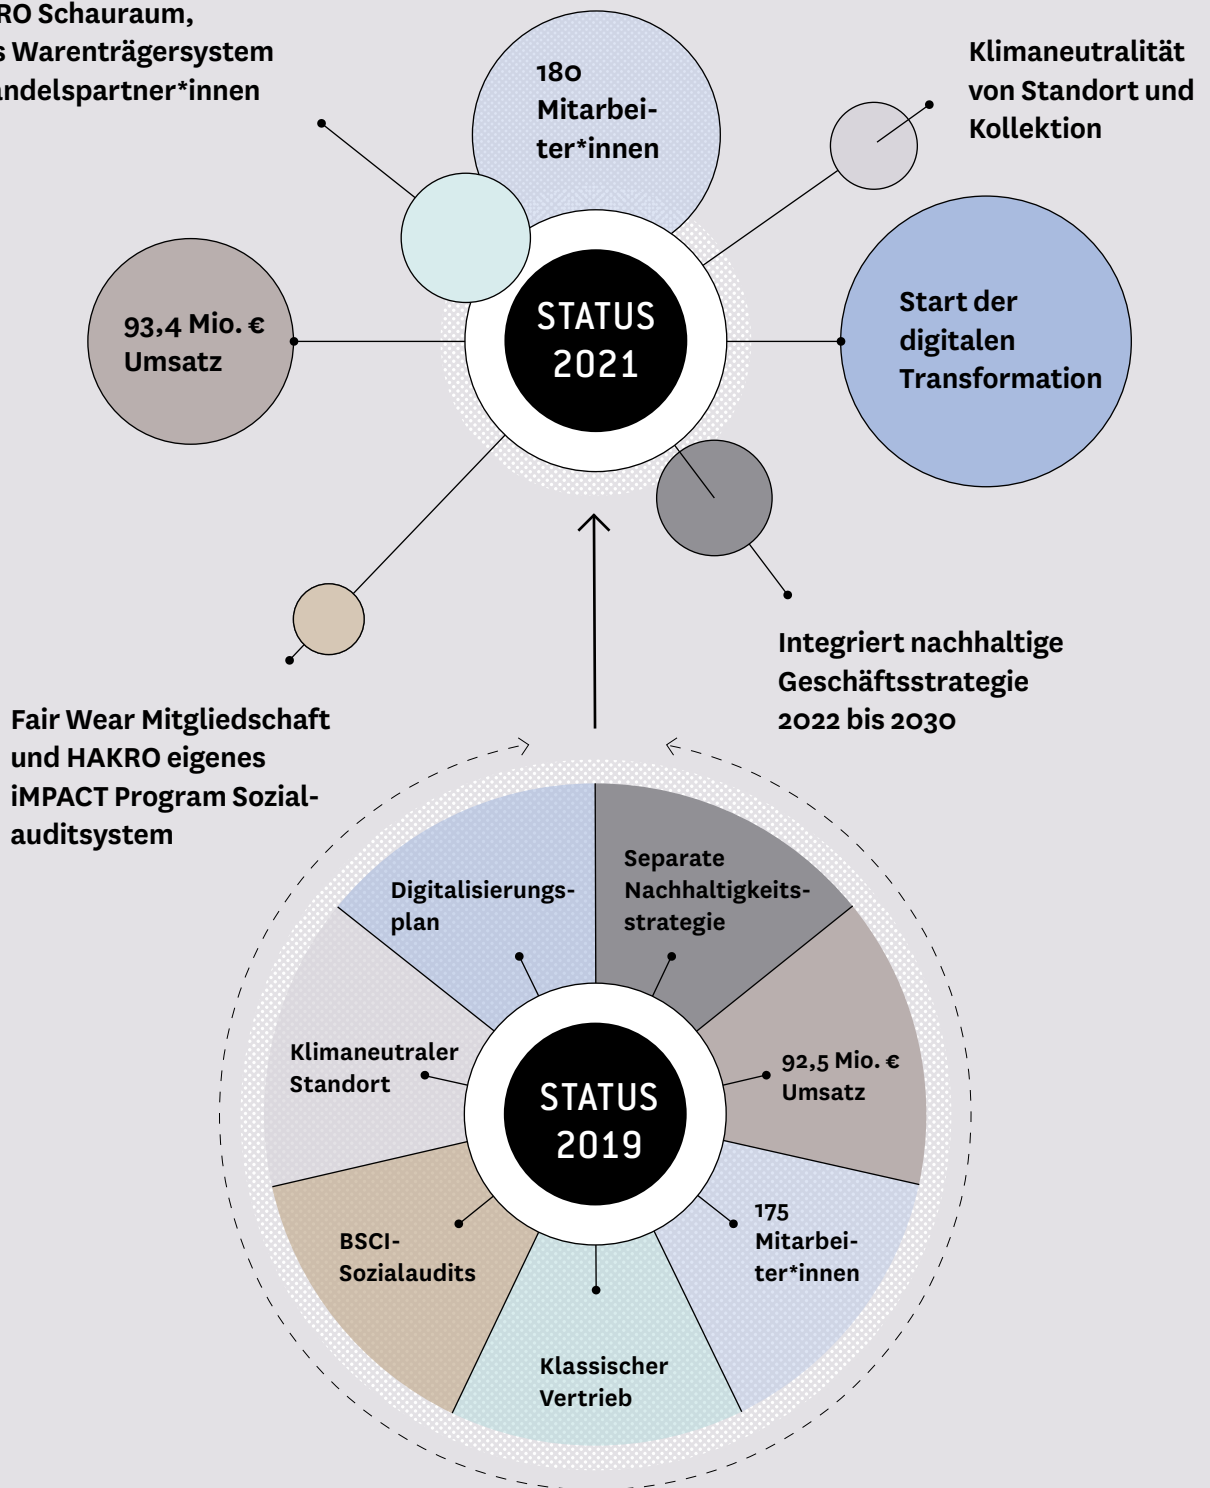 RO Schauraum,
s Warenträgersystem
andelspartner*innen
180
Mitarbei-
ter*innen
Klimaneutralität
von Standort und
Kollektion
93,4 Mio. €
Umsatz
STATUS
2021
Start der
digitalen
Transformation
Integriert nachhaltige
Geschäftsstrategie
2022 bis 2030
Fair Wear Mitgliedschaft
und HAKRO eigenes
iMPACT Program Sozial-
auditsystem
Digitalisierungs-
plan
Separate
Nachhaltigkeits-
strategie
Klimaneutraler
Standort
92,5 Mio. €
Umsatz
STATUS
2019
BSCI-
Sozialaudits
175
Mitarbei-
ter*innen
Klassischer
Vertrieb